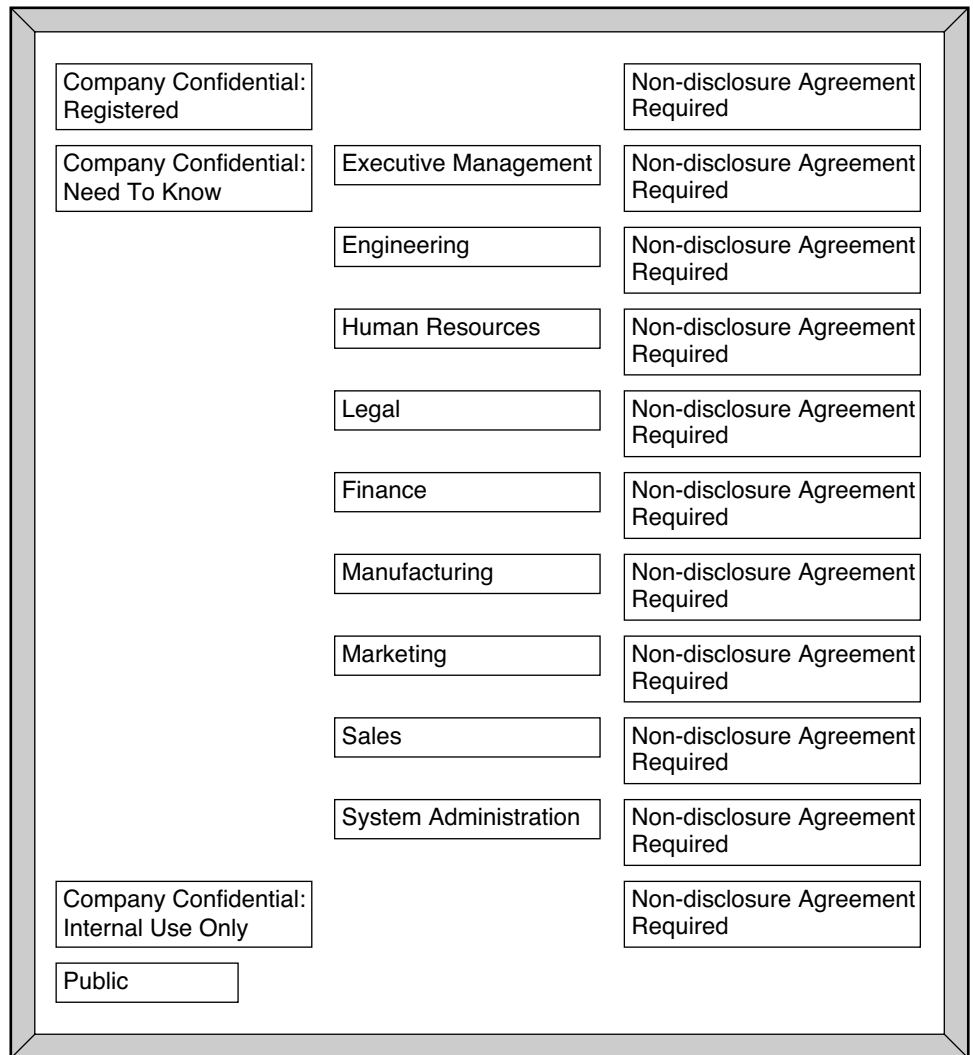 Company Confidential:
Registered
Non-disclosure Agreement
Required
Company Confidential:
Need To Know
Executive Management
Non-disclosure Agreement
Required
Engineering
Non-disclosure Agreement
Required
Human Resources
Non-disclosure Agreement
Required
Legal
Non-disclosure Agreement
Required
Finance
Non-disclosure Agreement
Required
Manufacturing
Non-disclosure Agreement
Required
Marketing
Non-disclosure Agreement
Required
Sales
Non-disclosure Agreement
Required
System Administration
Non-disclosure Agreement
Required
Company Confidential:
Internal Use Only
Non-disclosure Agreement
Required
Public